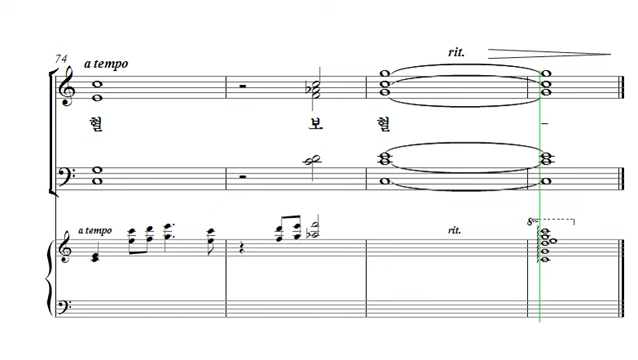 74
a tempo
rit.
혈 보 혈 –
a tempo
rit.
8va